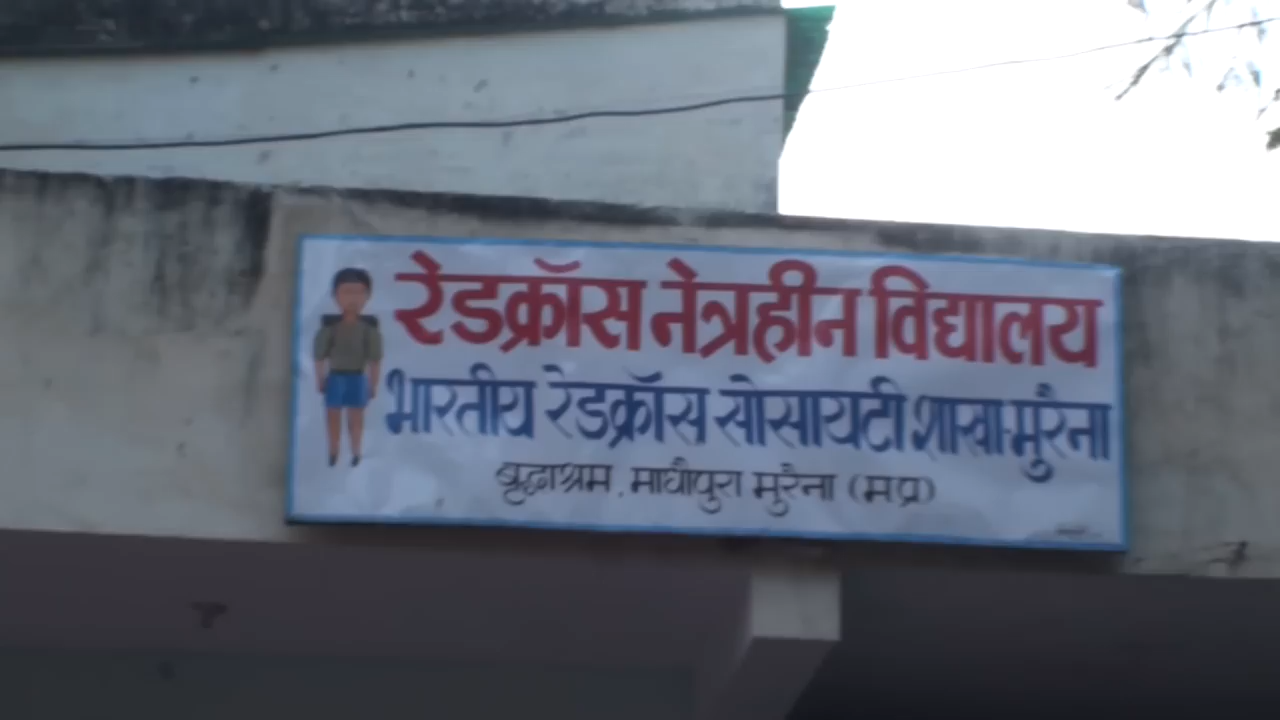 रेडक्रॉस नेत्रहीन विद्यालय
भारतीय रेडक्रॉस सोसायटी शाखा-मुरैना
बृद्धाश्रम, माधौपुरा मुरैना (म.प्र)